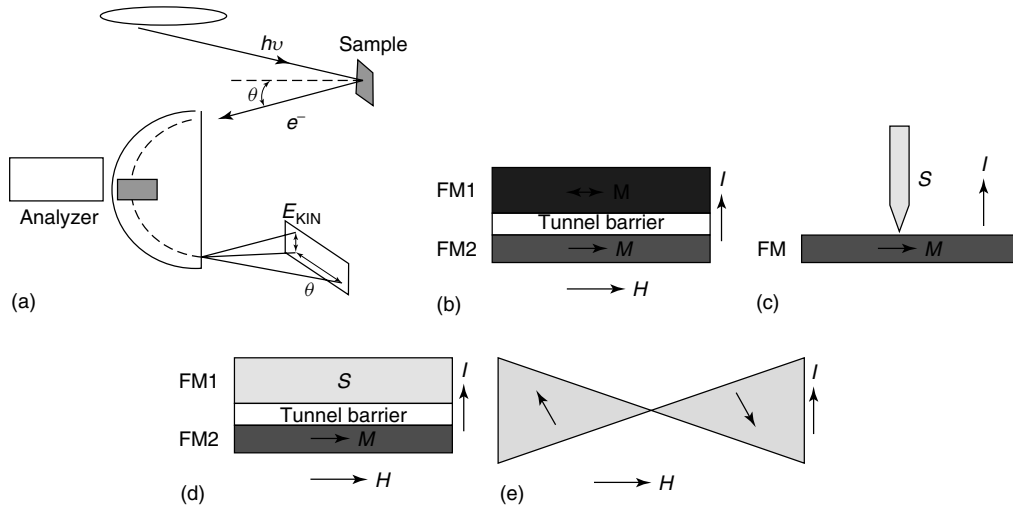 hυ
Sample
θ
e⁻
Analyzer
E_KIN
θ
(a)
FM1
M
I
Tunnel barrier
FM2
M
H
(b)
S
I
FM
M
(c)
FM1
S
I
Tunnel barrier
FM2
M
H
(d)
I
H
(e)